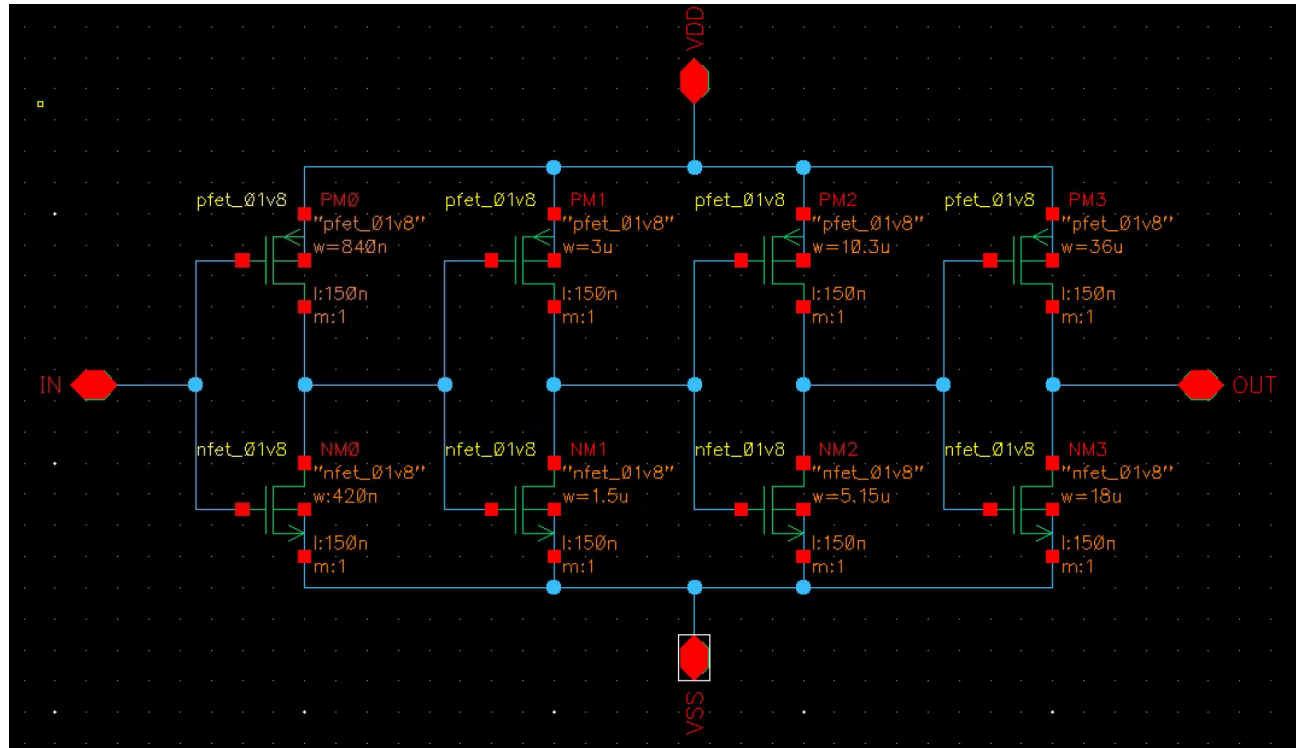 VDD
pfet_01v8
PM0
"pfet_01v8"
w=840n
l:150n
m:1
pfet_01v8
PM1
"pfet_01v8"
w=3u
l:150n
m:1
pfet_01v8
PM2
"pfet_01v8"
w=10.3u
l:150n
m:1
pfet_01v8
PM3
"pfet_01v8"
w=36u
l:150n
m:1
IN
OUT
nfet_01v8
NM0
"nfet_01v8"
w:420n
l:150n
m:1
nfet_01v8
NM1
"nfet_01v8"
w=1.5u
l:150n
m:1
nfet_01v8
NM2
"nfet_01v8"
w=5.15u
l:150n
m:1
nfet_01v8
NM3
"nfet_01v8"
w=18u
l:150n
m:1
VSS